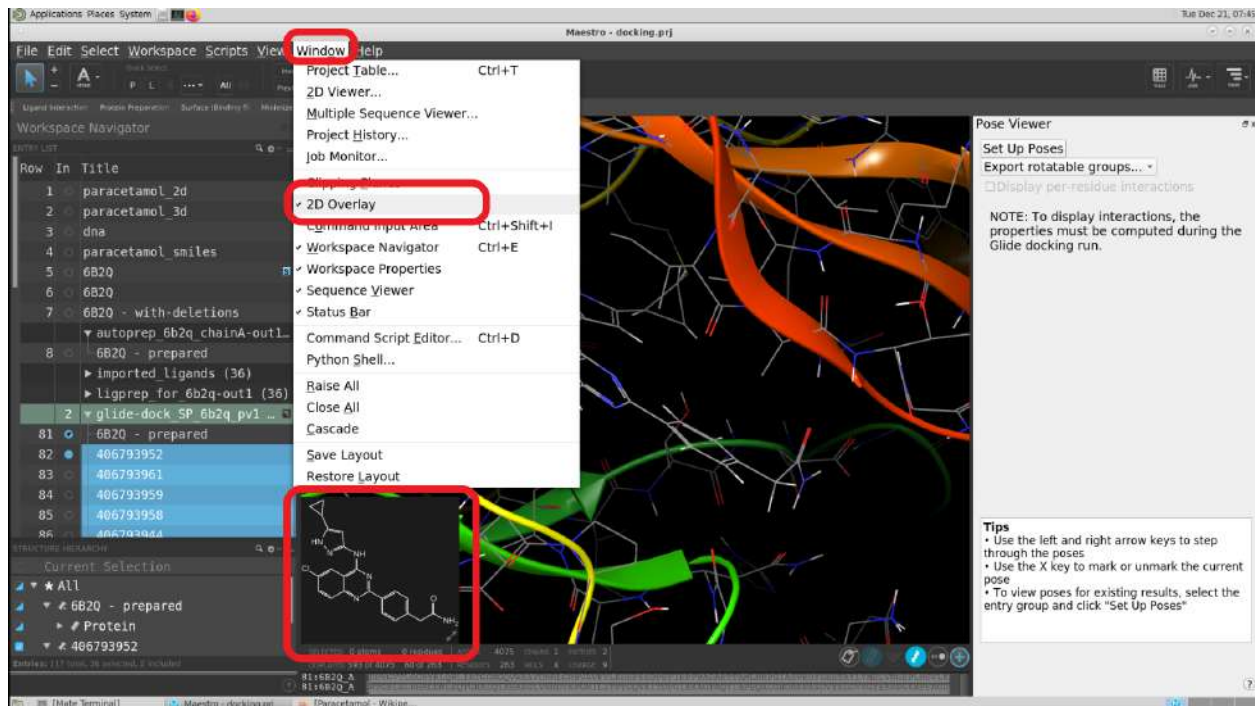 Applications Places System
Tue Dec 21, 07:45
Maestro - docking.prj
File Edit Select Workspace Scripts View Window Help
P L All
Workspace Navigator
ENTRY LIST
Row In Title
1 paracetamol_2d
2 paracetamol_3d
3 dna
4 paracetamol_smiles
5 6B2Q
6 6B2Q
7 6B2Q - with-deletions
autoprep_6b2q_chainA-out1...
8 6B2Q - prepared
imported_ligands (36)
ligprep_for_6b2q-out1 (36)
2 glide-dock_SP_6b2q_pv1 ...
81 6B2Q - prepared
82 406793952
83 406793961
84 406793959
85 406793958
86 406793944
STRUCTURE HIERARCHY
Current Selection
All
6B2Q - prepared
Protein
406793952
Project Table... Ctrl+T
2D Viewer...
Multiple Sequence Viewer...
Project History...
Job Monitor...
2D Overlay
Command Input Area Ctrl+Shift+I
Workspace Navigator Ctrl+E
Workspace Properties
Sequence Viewer
Status Bar
Command Script Editor... Ctrl+D
Python Shell...
Raise All
Close All
Cascade
Save Layout
Restore Layout
HN
N
NH
Cl
N
N
O
NH2
Pose Viewer
Set Up Poses
Export rotatable groups...
Display per-residue interactions
NOTE: To display interactions, the
properties must be computed during the
Glide docking run.
Tips
• Use the left and right arrow keys to step
through the poses
• Use the X key to mark or unmark the current
pose
• To view poses for existing results, select the
entry group and click "Set Up Poses"
81:6B2Q_A
81:6B2Q_A
[Mate Terminal] Maestro - docking.prj [Paracetamol - Wikipe...